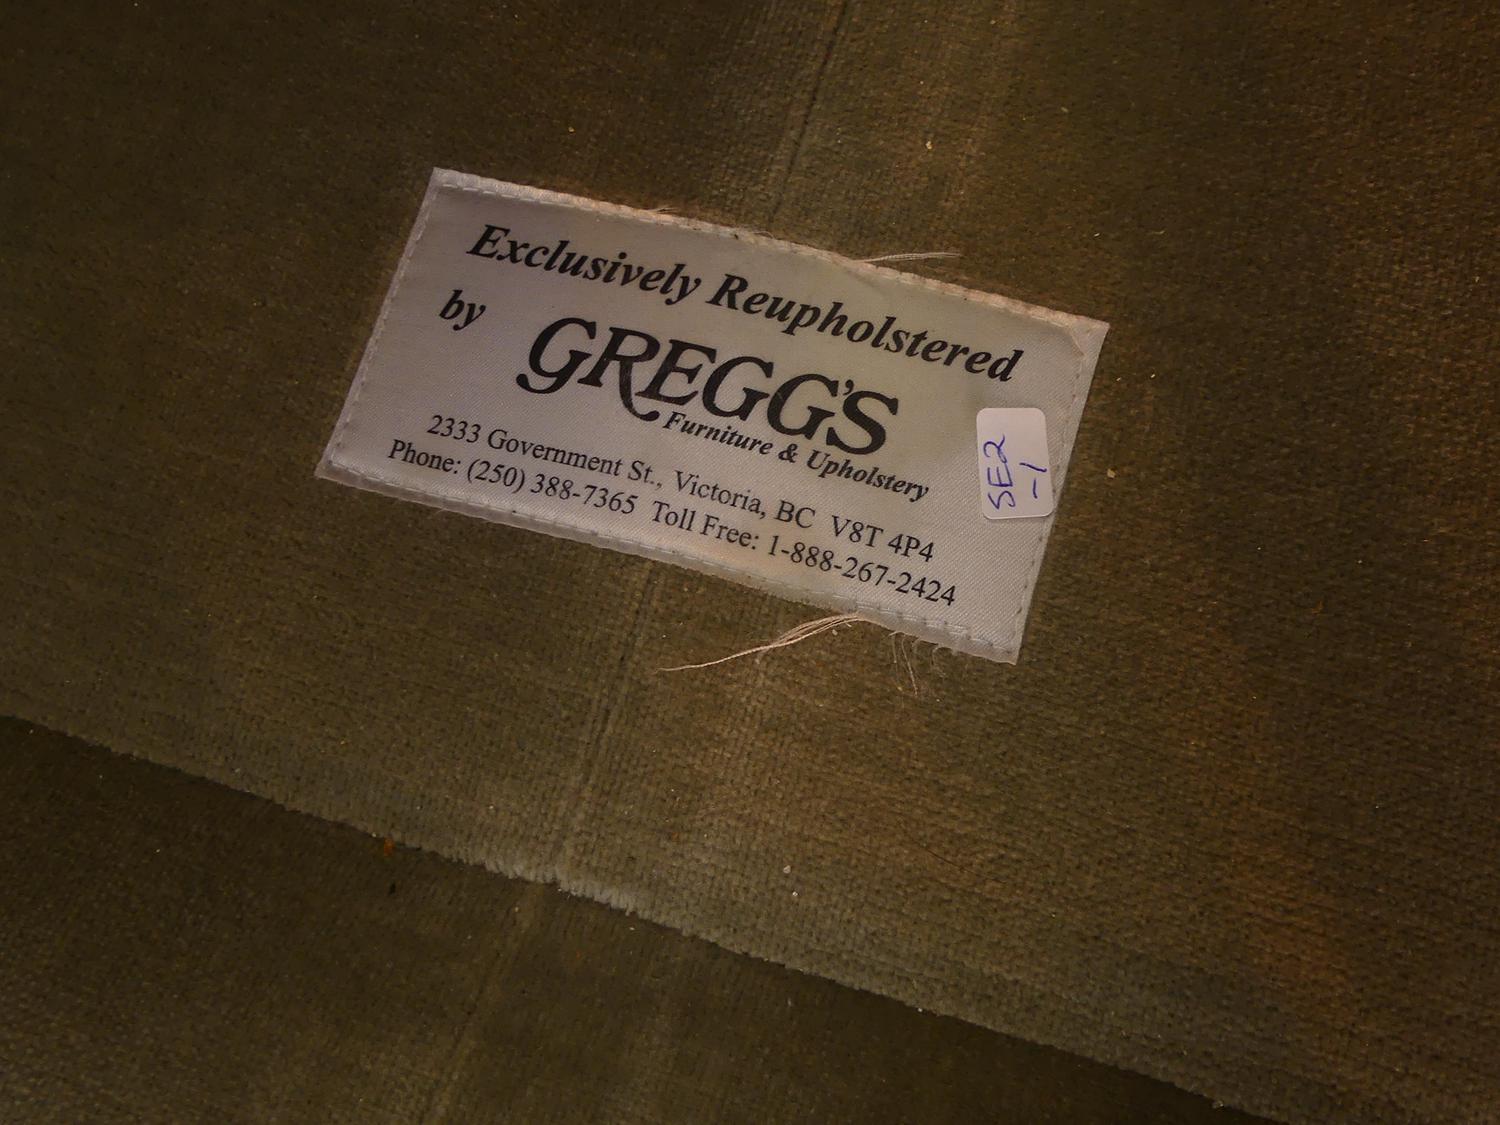 Exclusively Reupholstered
by
GREGG'S
Furniture & Upholstery
2333 Government St., Victoria, BC V8T 4P4
Phone: (250) 388-7365 Toll Free: 1-888-267-2424
SE2
-1